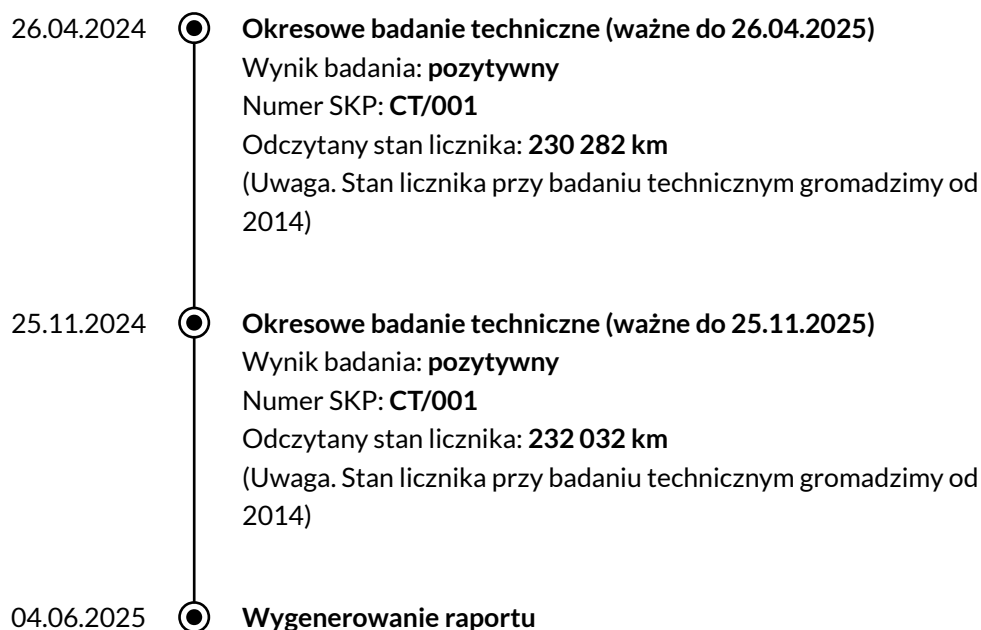 26.04.2024 Okresowe badanie techniczne (ważne do 26.04.2025)
Wynik badania: pozytywny
Numer SKP: CT/001
Odczytany stan licznika: 230 282 km
(Uwaga. Stan licznika przy badaniu technicznym gromadzimy od
2014)
25.11.2024 Okresowe badanie techniczne (ważne do 25.11.2025)
Wynik badania: pozytywny
Numer SKP: CT/001
Odczytany stan licznika: 232 032 km
(Uwaga. Stan licznika przy badaniu technicznym gromadzimy od
2014)
04.06.2025 Wygenerowanie raportu